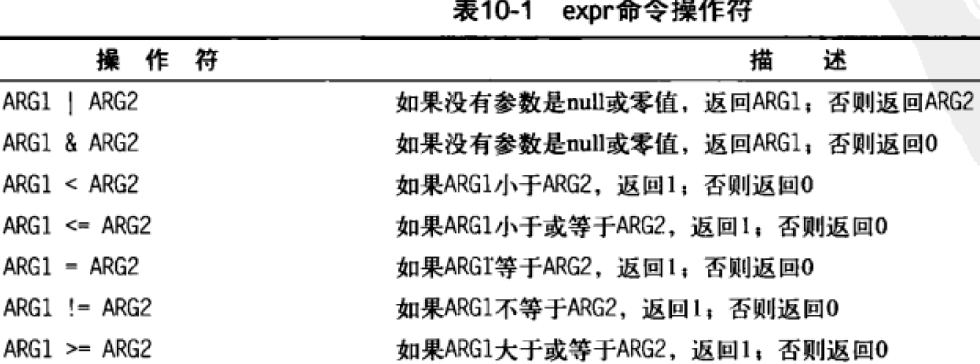 表10-1 expr命令操作符
操 作 符 描 述
ARG1 | ARG2 如果没有参数是null或零值，返回ARG1；否则返回ARG2
ARG1 & ARG2 如果没有参数是null或零值，返回ARG1；否则返回0
ARG1 < ARG2 如果ARG1小于ARG2，返回1；否则返回0
ARG1 <= ARG2 如果ARG1小于或等于ARG2，返回1；否则返回0
ARG1 = ARG2 如果ARG1等于ARG2，返回1；否则返回0
ARG1 != ARG2 如果ARG1不等于ARG2，返回1；否则返回0
ARG1 >= ARG2 如果ARG1大于或等于ARG2，返回1；否则返回0